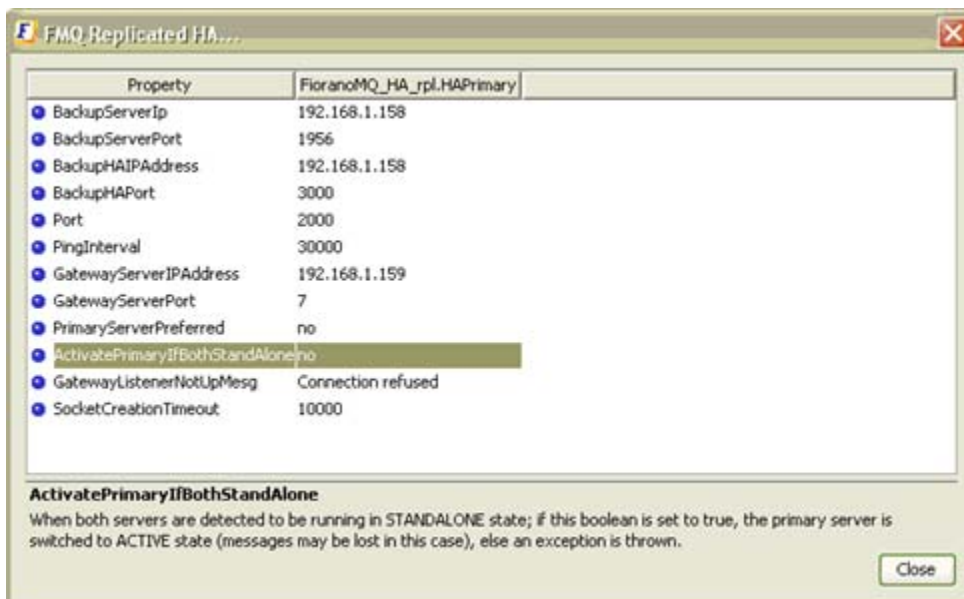 FMQ Replicated HA...
Property FioranoMQ_HA_rpl.HAPrimary
BackupServerIp 192.168.1.158
BackupServerPort 1956
BackupHAIPAddress 192.168.1.158
BackupHAPort 3000
Port 2000
PingInterval 30000
GatewayServerIPAddress 192.168.1.159
GatewayServerPort 7
PrimaryServerPreferred no
ActivatePrimaryIfBothStandAlone no
GatewayListenerNotUpMesg Connection refused
SocketCreationTimeout 10000
ActivatePrimaryIfBothStandAlone
When both servers are detected to be running in STANDALONE state; if this boolean is set to true, the primary server is
switched to ACTIVE state (messages may be lost in this case), else an exception is thrown.
Close